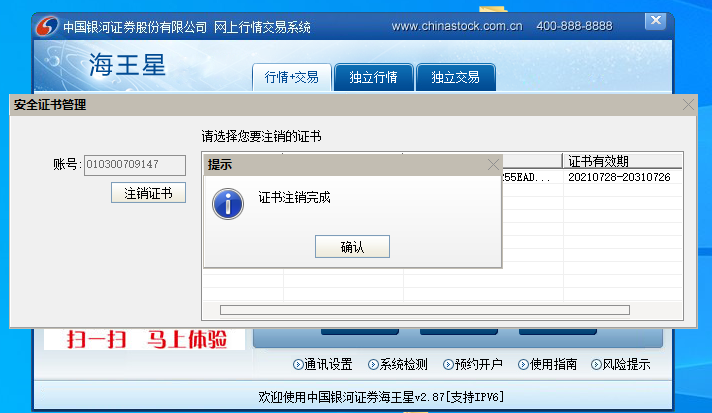 中国银河证券股份有限公司 网上行情交易系统 www.chinastock.com.cn 400-888-8888
海王星
行情+交易 独立行情 独立交易
安全证书管理
请选择您要注销的证书
账号: 010300709147
注销证书
证书有效期
255EAD... 20210728-20310726
提示
证书注销完成
确认
扫一扫 马上体验
通讯设置 系统检测 预约开户 使用指南 风险提示
欢迎使用中国银河证券海王星v2.87[支持IPV6]